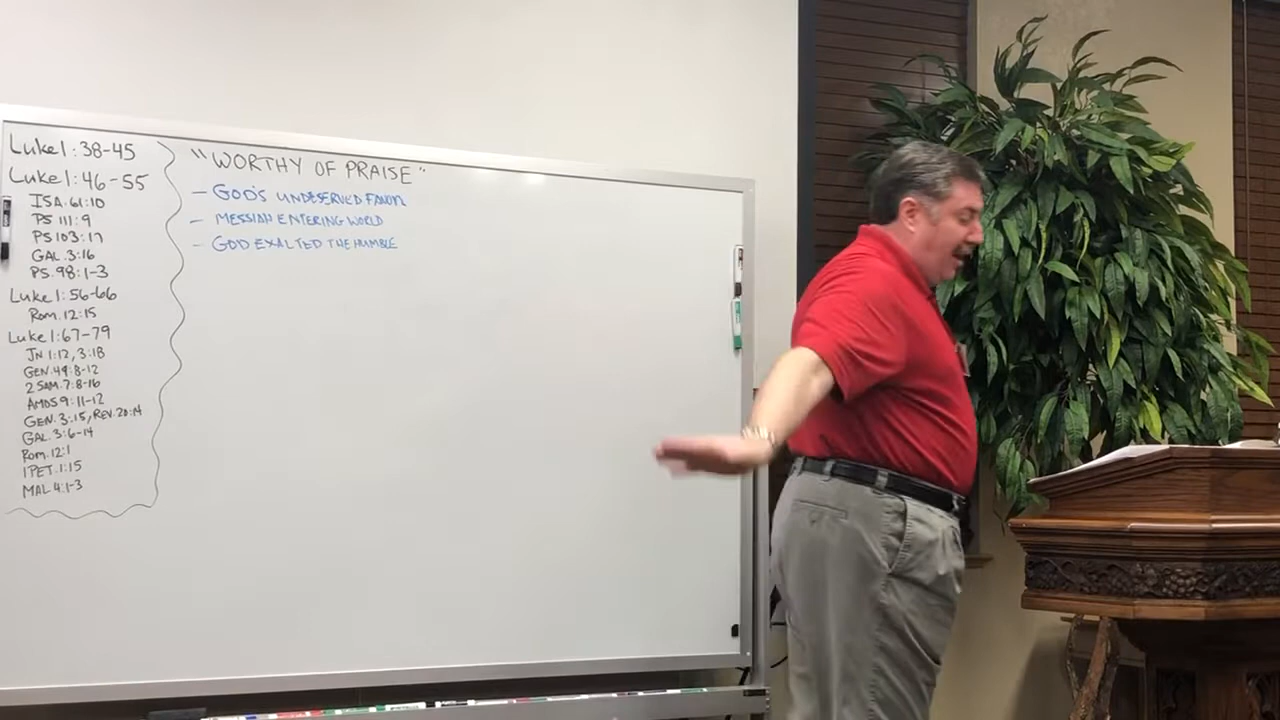 Luke 1:38-45
Luke 1:46-55
ISA. 61:10
PS 111:9
PS 103:17
GAL. 3:16
PS. 98:1-3
Luke 1:56-66
Rom. 12:15
Luke 1:67-79
JN 1:12, 3:18
GEN. 49:8-12
2 SAM. 7:8-16
AMOS 9:11-12
GEN. 3:15, REV. 20:14
GAL. 3:6-14
Rom. 12:1
1 PET. 1:15
MAL 4:1-3
"WORTHY OF PRAISE"
- GOD'S UNDESERVED FAVOR
- MESSIAH ENTERING WORLD
- GOD EXALTED THE HUMBLE